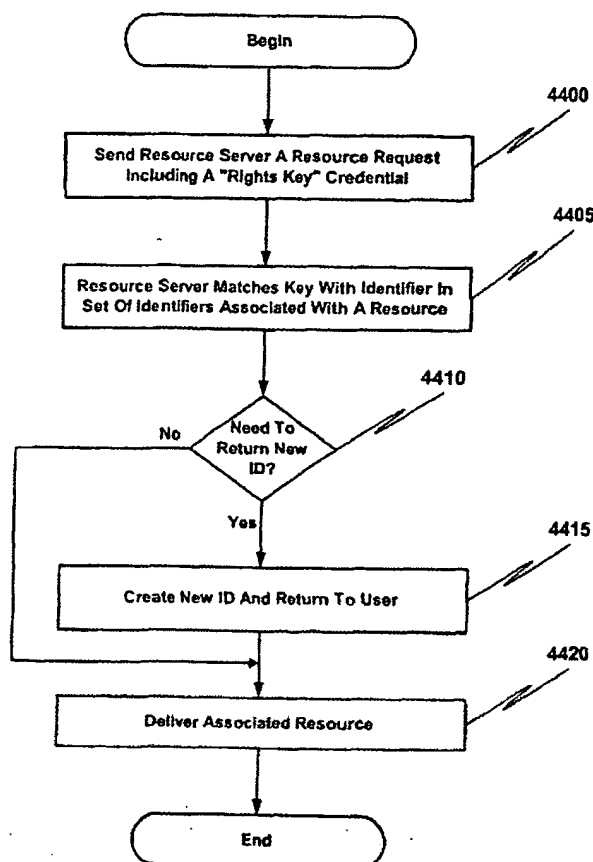 Begin
4400
Send Resource Server A Resource Request
Including A "Rights Key" Credential
4405
Resource Server Matches Key With Identifier In
Set Of Identifiers Associated With A Resource
4410
Need To
Return New
ID?
No
Yes
4415
Create New ID And Return To User
4420
Deliver Associated Resource
End